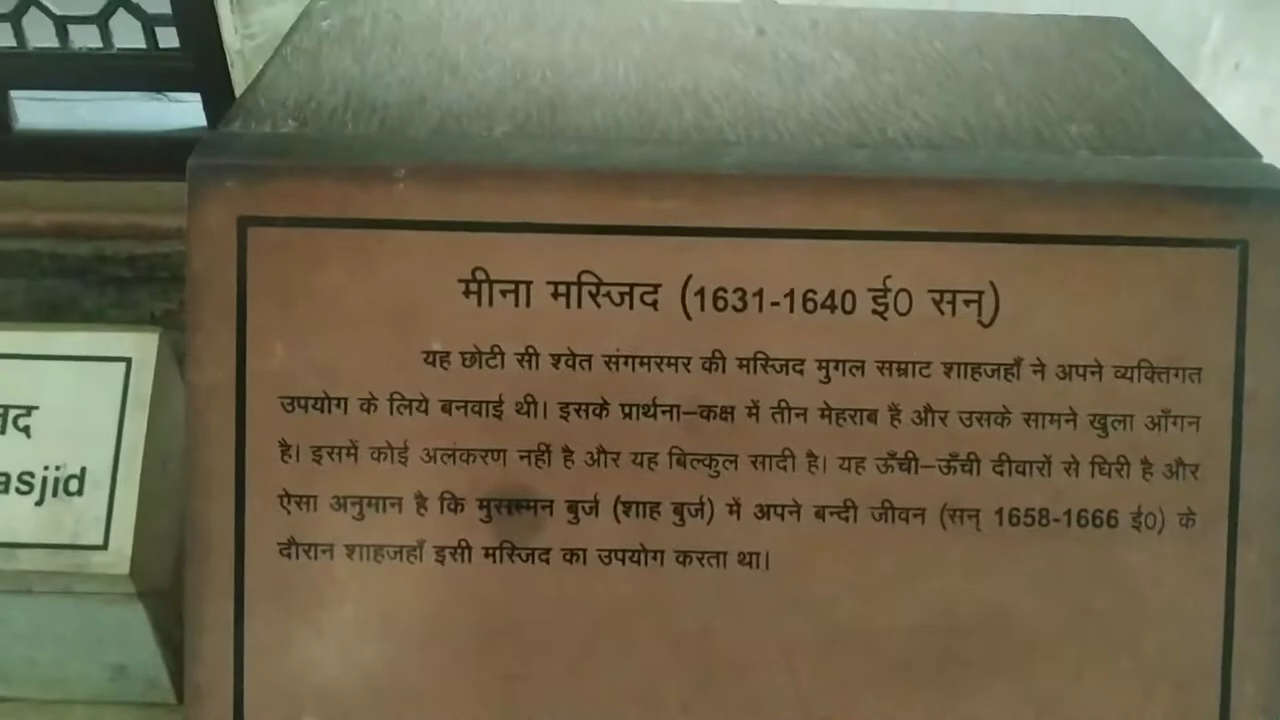 मीना मस्जिद (1631-1640 ई0 सन्)
यह छोटी सी श्वेत संगमरमर की मस्जिद मुगल सम्राट शाहजहाँ ने अपने व्यक्तिगत
उपयोग के लिये बनवाई थी। इसके प्रार्थना–कक्ष में तीन मेहराब हैं और उसके सामने खुला आँगन
है। इसमें कोई अलंकरण नहीं है और यह बिल्कुल सादी है। यह ऊँची–ऊँची दीवारों से घिरी है और
ऐसा अनुमान है कि मुसम्मन बुर्ज (शाह बुर्ज) में अपने बन्दी जीवन (सन् 1658-1666 ई0) के
दौरान शाहजहाँ इसी मस्जिद का उपयोग करता था।
asjid